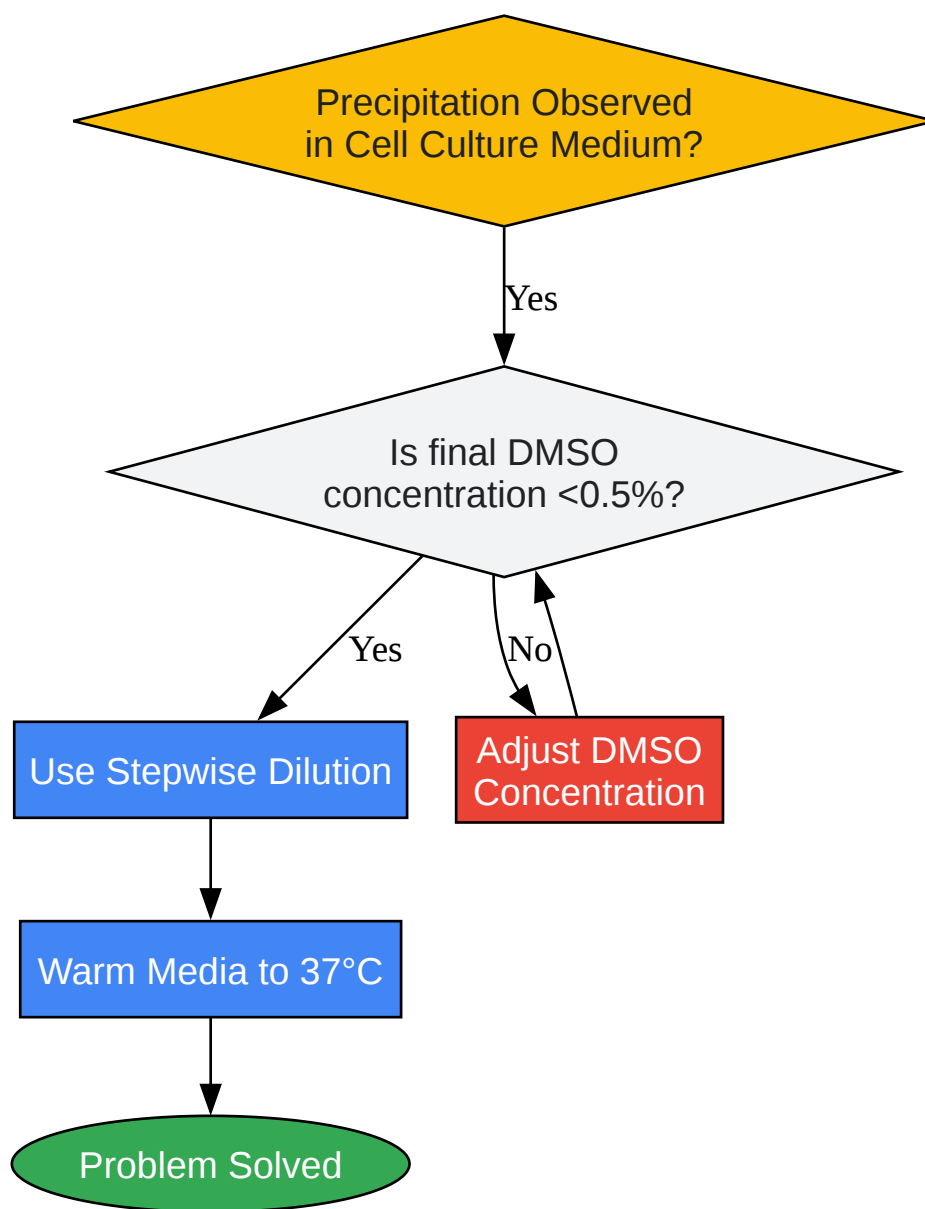 Precipitation Observed
in Cell Culture Medium?
Yes
Is final DMSO
concentration <0.5%?
Yes
No
Use Stepwise Dilution
Adjust DMSO
Concentration
Warm Media to 37°C
Problem Solved